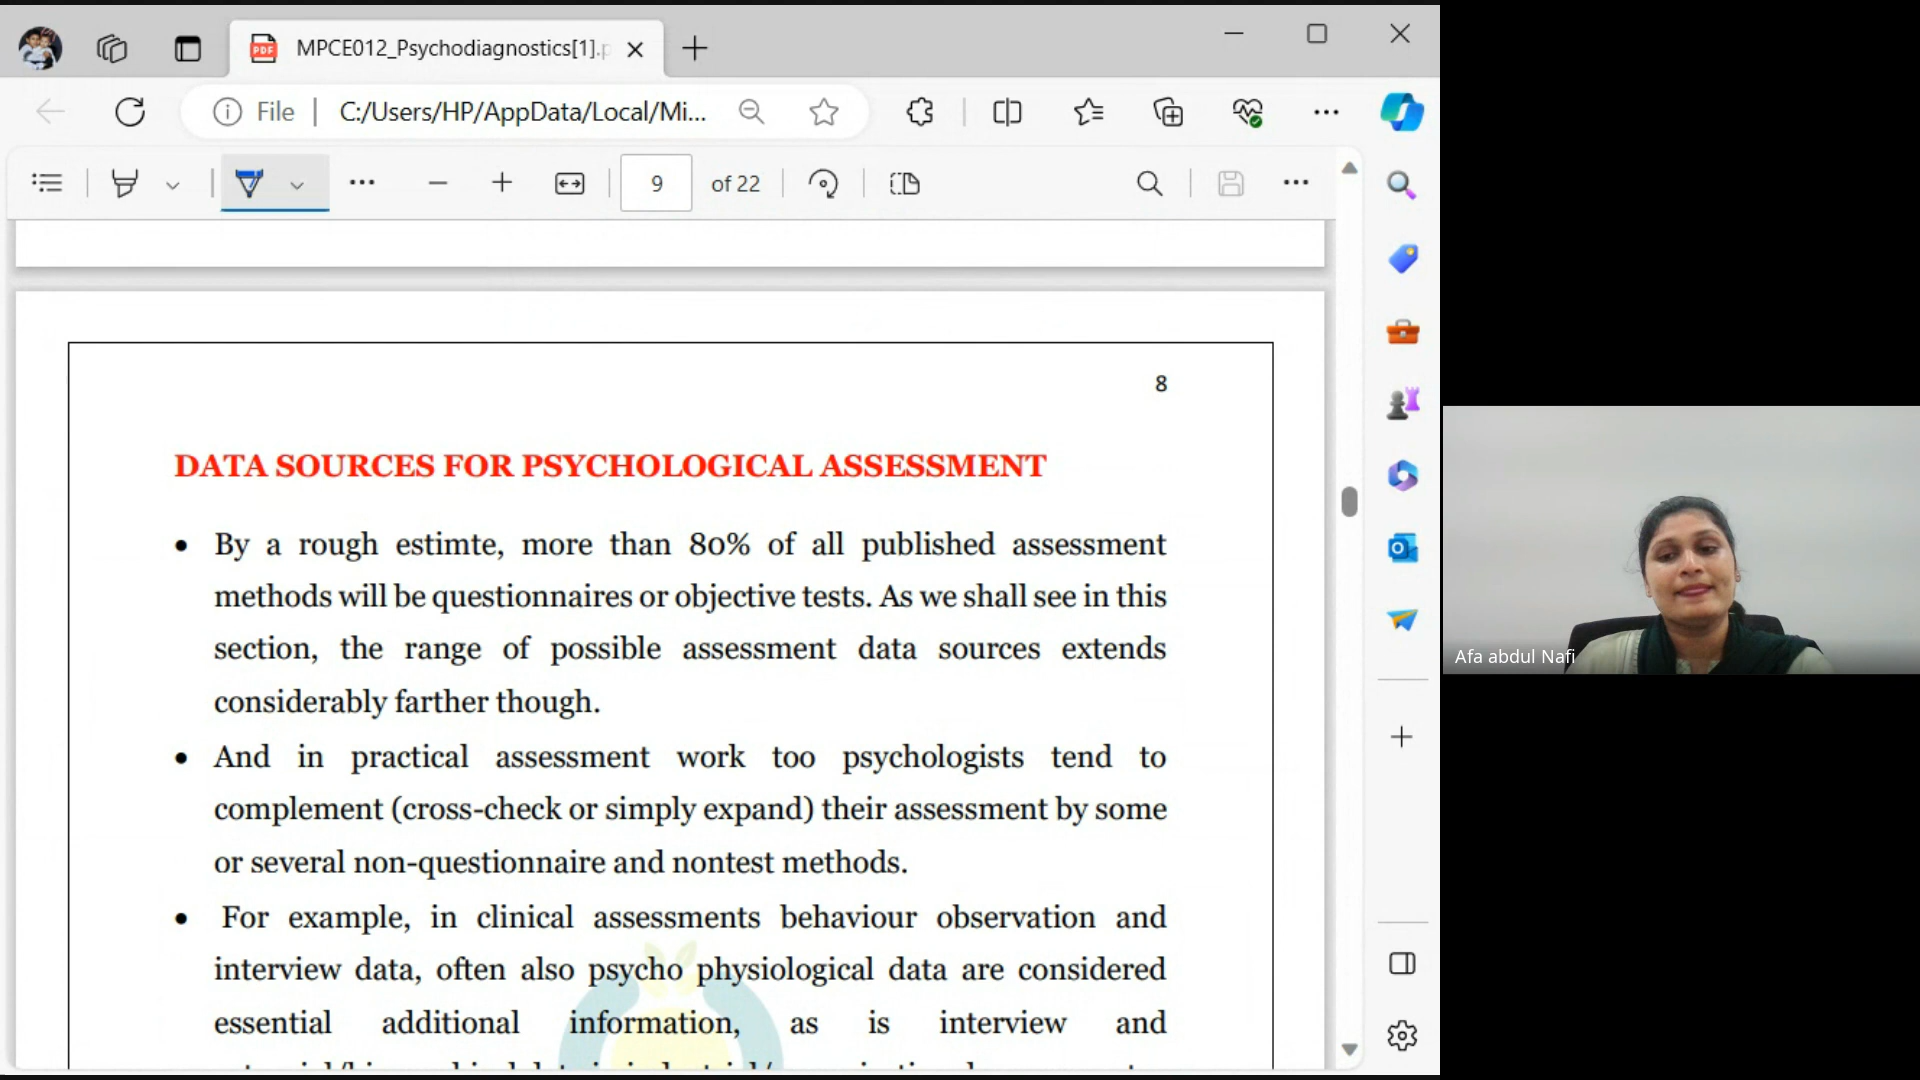 MPCE012_Psychodiagnostics[1].p
File
C:/Users/HP/AppData/Local/Mi...
9
of 22
8
DATA SOURCES FOR PSYCHOLOGICAL ASSESSMENT
• By a rough estimte, more than 80% of all published assessment
methods will be questionnaires or objective tests. As we shall see in this
section, the range of possible assessment data sources extends
considerably farther though.
• And in practical assessment work too psychologists tend to
complement (cross-check or simply expand) their assessment by some
or several non-questionnaire and nontest methods.
• For example, in clinical assessments behaviour observation and
interview data, often also psycho physiological data are considered
essential additional information, as is interview and
Afa abdul Nafi